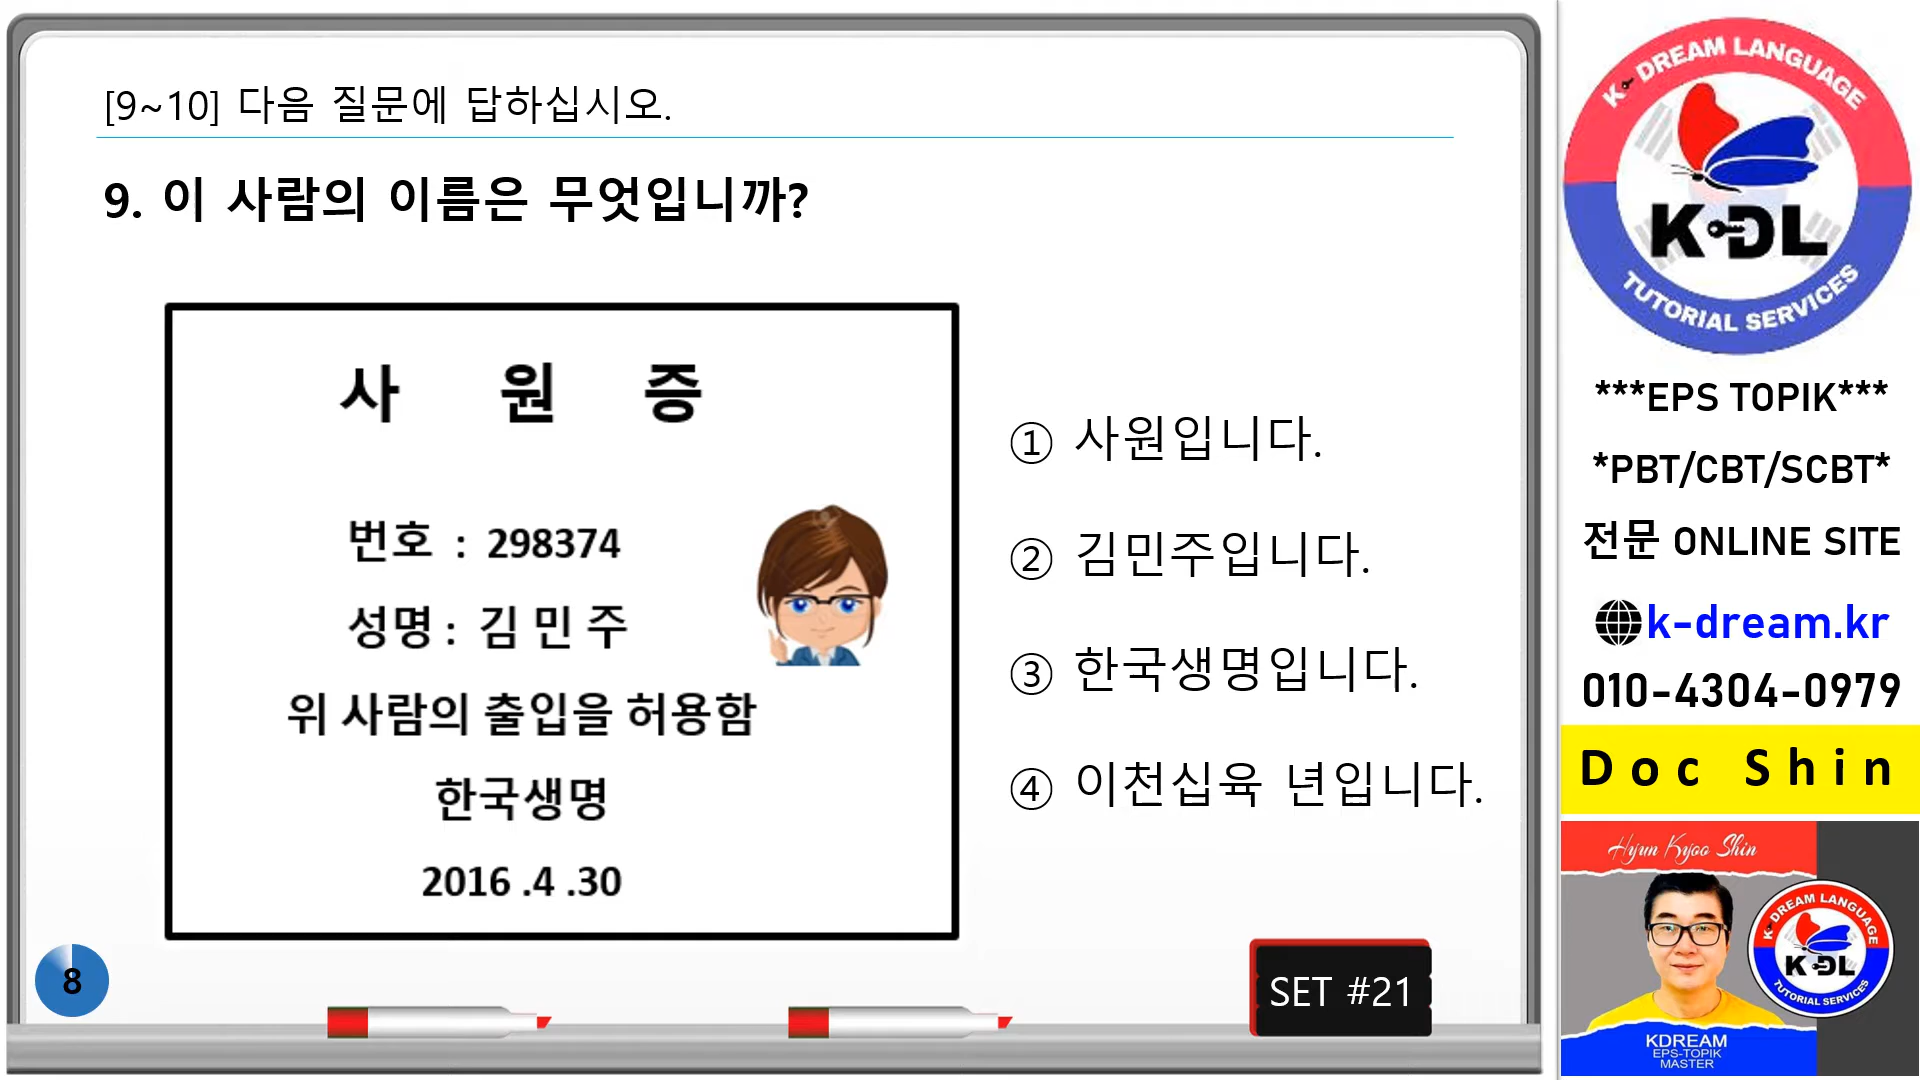 [9~10] 다음 질문에 답하십시오.
9. 이 사람의 이름은 무엇입니까?
사 원 증
번호 : 298374
성명 : 김 민 주
위 사람의 출입을 허용함
한국생명
2016 .4 .30
① 사원입니다.
② 김민주입니다.
③ 한국생명입니다.
④ 이천십육 년입니다.
8
SET #21
K DREAM LANGUAGE
K DL
TUTORIAL SERVICES
***EPS TOPIK***
*PBT/CBT/SCBT*
전문 ONLINE SITE
k-dream.kr
010-4304-0979
Doc Shin
Hyun Kyoo Shin
K DREAM LANGUAGE
K DL
TUTORIAL SERVICES
KDREAM
EPS-TOPIK
MASTER